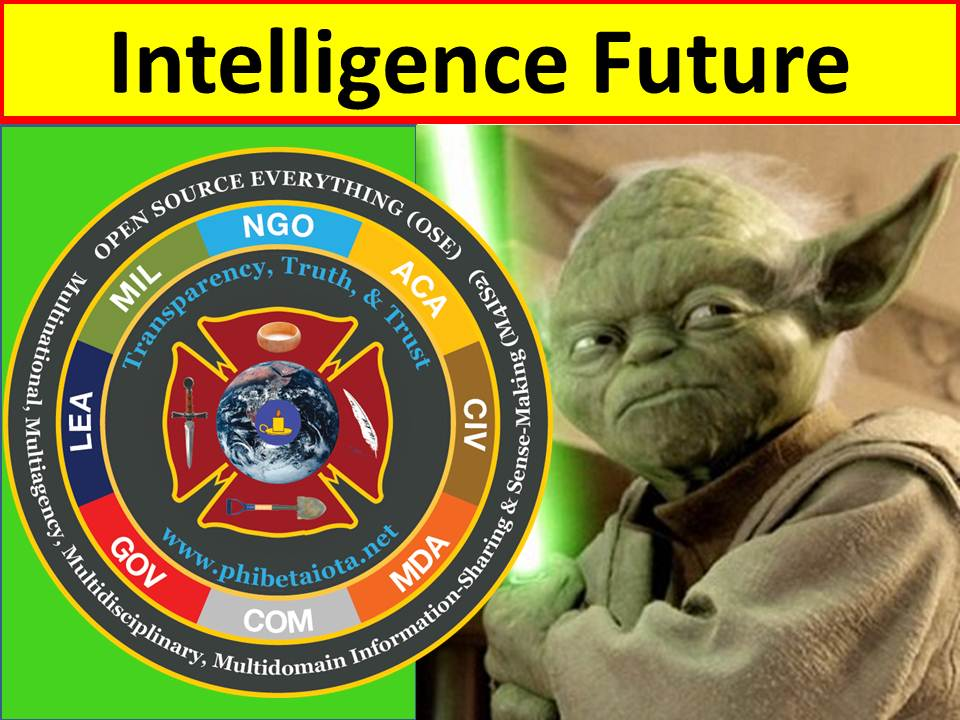 Intelligence Future
OPEN SOURCE EVERYTHING (OSE)
Multinational, Multiagency, Multidisciplinary, Multidomain Information-Sharing & Sense-Making (M4IS2)
NGO
ACA
CIV
MDA
COM
GOV
LEA
MIL
Transparency, Truth, & Trust
www.phibetaiota.net